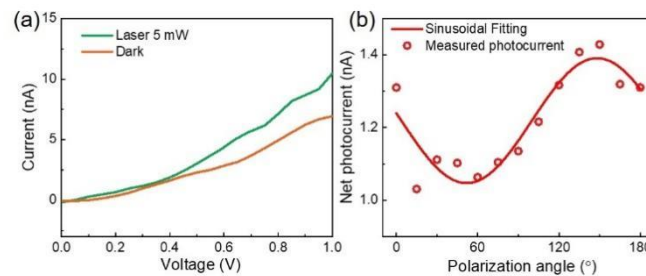 (a)
Laser 5 mW
Dark
Current (nA)
15
10
5
0
0.0 0.2 0.4 0.6 0.8 1.0
Voltage (V)
(b)
Sinusoidal Fitting
Measured photocurrent
Net photocurrent (nA)
1.4
1.2
1.0
0 60 120 180
Polarization angle (°)